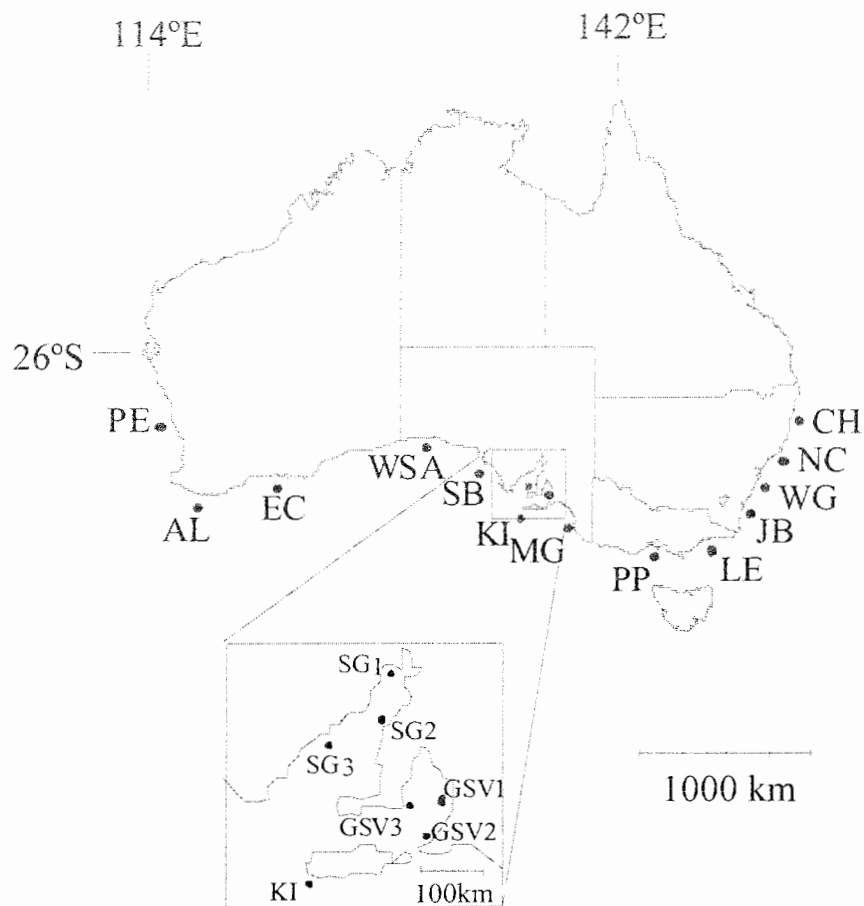 114°E
142°E
26°S
PE
CH
NC
WSA
WG
SB
EC
AL
KI
JB
MG
PP
LE
SG1
SG2
SG3
GSV1
GSV3
GSV2
KI
100km
1000 km